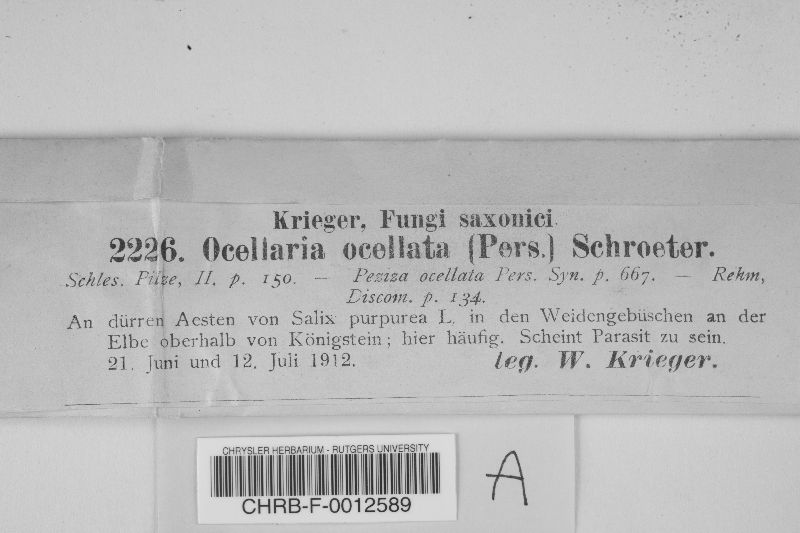 Krieger, Fungi saxonici.
2226. Ocellaria ocellata (Pers.) Schroeter.
Schles. Pilze, II. p. 150. — Peziza ocellata Pers. Syn. p. 667. — Rehm,
Discom. p. 134.
An dürren Aesten von Salix purpurea L. in den Weidengebüschen an der
Elbe oberhalb von Königstein; hier häufig. Scheint Parasit zu sein.
21. Juni und 12. Juli 1912. leg. W. Krieger.
CHRYSLER HERBARIUM - RUTGERS UNIVERSITY
CHRB-F-0012589
A